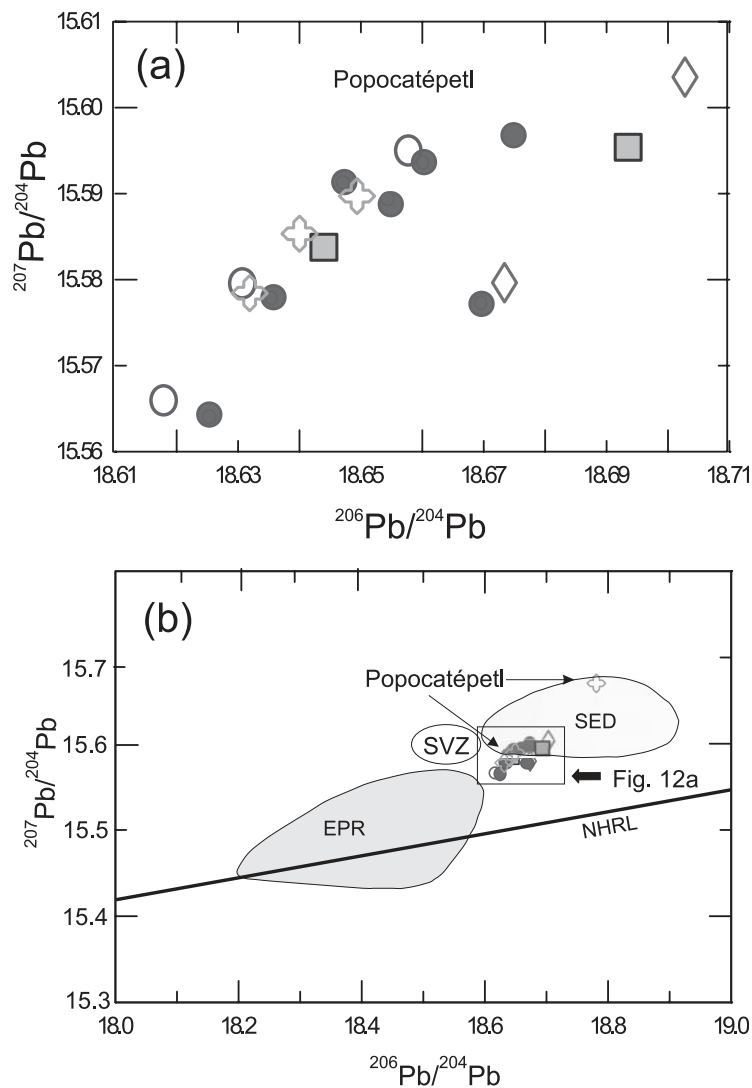 (a)
Popocatépetl
15.61
15.60
15.59
15.58
15.57
15.56
207Pb/204Pb
18.61 18.63 18.65 18.67 18.69 18.71
206Pb/204Pb
(b)
Popocatépetl
SED
SVZ
Fig. 12a
EPR
NHRL
15.7
15.6
15.5
15.4
15.3
207Pb/204Pb
18.0 18.2 18.4 18.6 18.8 19.0
206Pb/204Pb